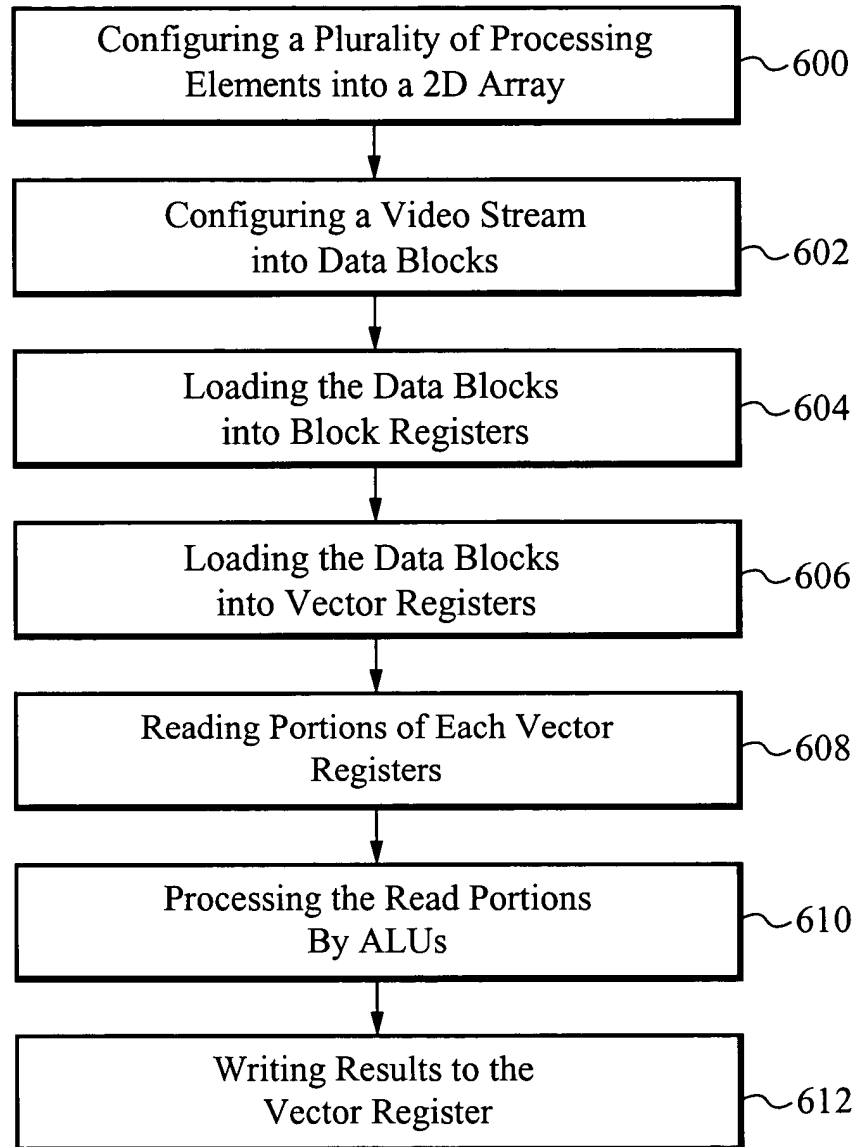 Configuring a Plurality of Processing
Elements into a 2D Array
600
Configuring a Video Stream
into Data Blocks
602
Loading the Data Blocks
into Block Registers
604
Loading the Data Blocks
into Vector Registers
606
Reading Portions of Each Vector
Registers
608
Processing the Read Portions
By ALUs
610
Writing Results to the
Vector Register
612